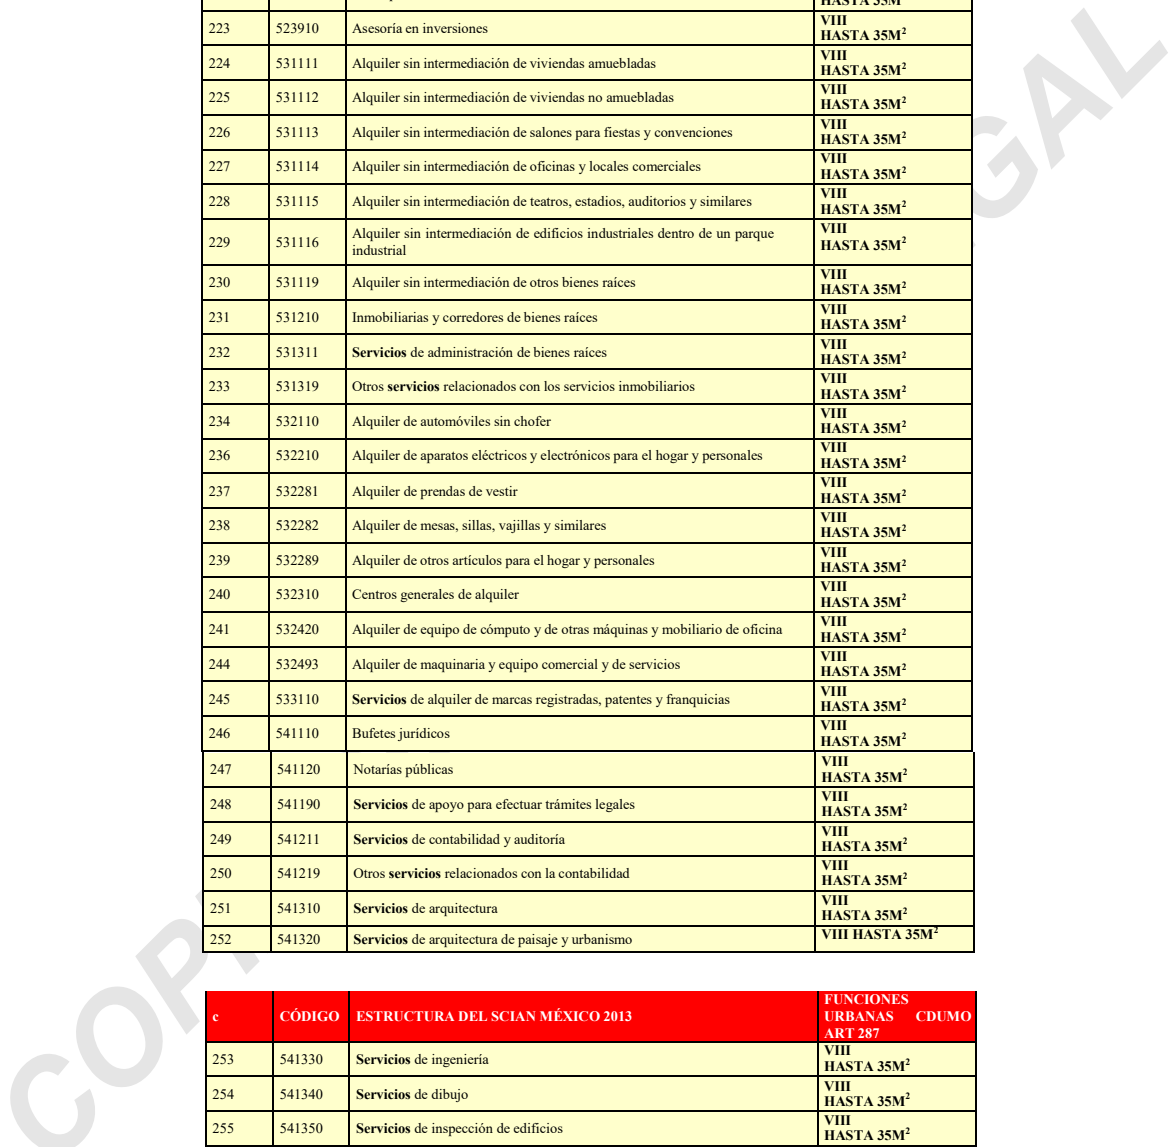 HASTA 35M²
223 523910 Asesoría en inversiones VIII
HASTA 35M²
224 531111 Alquiler sin intermediación de viviendas amuebladas VIII
HASTA 35M²
225 531112 Alquiler sin intermediación de viviendas no amuebladas VIII
HASTA 35M²
226 531113 Alquiler sin intermediación de salones para fiestas y convenciones VIII
HASTA 35M²
227 531114 Alquiler sin intermediación de oficinas y locales comerciales VIII
HASTA 35M²
228 531115 Alquiler sin intermediación de teatros, estadios, auditorios y similares VIII
HASTA 35M²
229 531116 Alquiler sin intermediación de edificios industriales dentro de un parque VIII
industrial HASTA 35M²
230 531119 Alquiler sin intermediación de otros bienes raíces VIII
HASTA 35M²
231 531210 Inmobiliarias y corredores de bienes raíces VIII
HASTA 35M²
232 531311 Servicios de administración de bienes raíces VIII
HASTA 35M²
233 531319 Otros servicios relacionados con los servicios inmobiliarios VIII
HASTA 35M²
234 532110 Alquiler de automóviles sin chofer VIII
HASTA 35M²
236 532210 Alquiler de aparatos eléctricos y electrónicos para el hogar y personales VIII
HASTA 35M²
237 532281 Alquiler de prendas de vestir VIII
HASTA 35M²
238 532282 Alquiler de mesas, sillas, vajillas y similares VIII
HASTA 35M²
239 532289 Alquiler de otros artículos para el hogar y personales VIII
HASTA 35M²
240 532310 Centros generales de alquiler VIII
HASTA 35M²
241 532420 Alquiler de equipo de cómputo y de otras máquinas y mobiliario de oficina VIII
HASTA 35M²
244 532493 Alquiler de maquinaria y equipo comercial y de servicios VIII
HASTA 35M²
245 533110 Servicios de alquiler de marcas registradas, patentes y franquicias VIII
HASTA 35M²
246 541110 Bufetes jurídicos VIII
HASTA 35M²
247 541120 Notarías públicas VIII
HASTA 35M²
248 541190 Servicios de apoyo para efectuar trámites legales VIII
HASTA 35M²
249 541211 Servicios de contabilidad y auditoría VIII
HASTA 35M²
250 541219 Otros servicios relacionados con la contabilidad VIII
HASTA 35M²
251 541310 Servicios de arquitectura VIII
HASTA 35M²
252 541320 Servicios de arquitectura de paisaje y urbanismo VIII HASTA 35M²
c CÓDIGO ESTRUCTURA DEL SCIAN MÉXICO 2013 FUNCIONES
URBANAS CDUMO
ART 287
253 541330 Servicios de ingeniería VIII
HASTA 35M²
254 541340 Servicios de dibujo VIII
HASTA 35M²
255 541350 Servicios de inspección de edificios VIII
HASTA 35M²